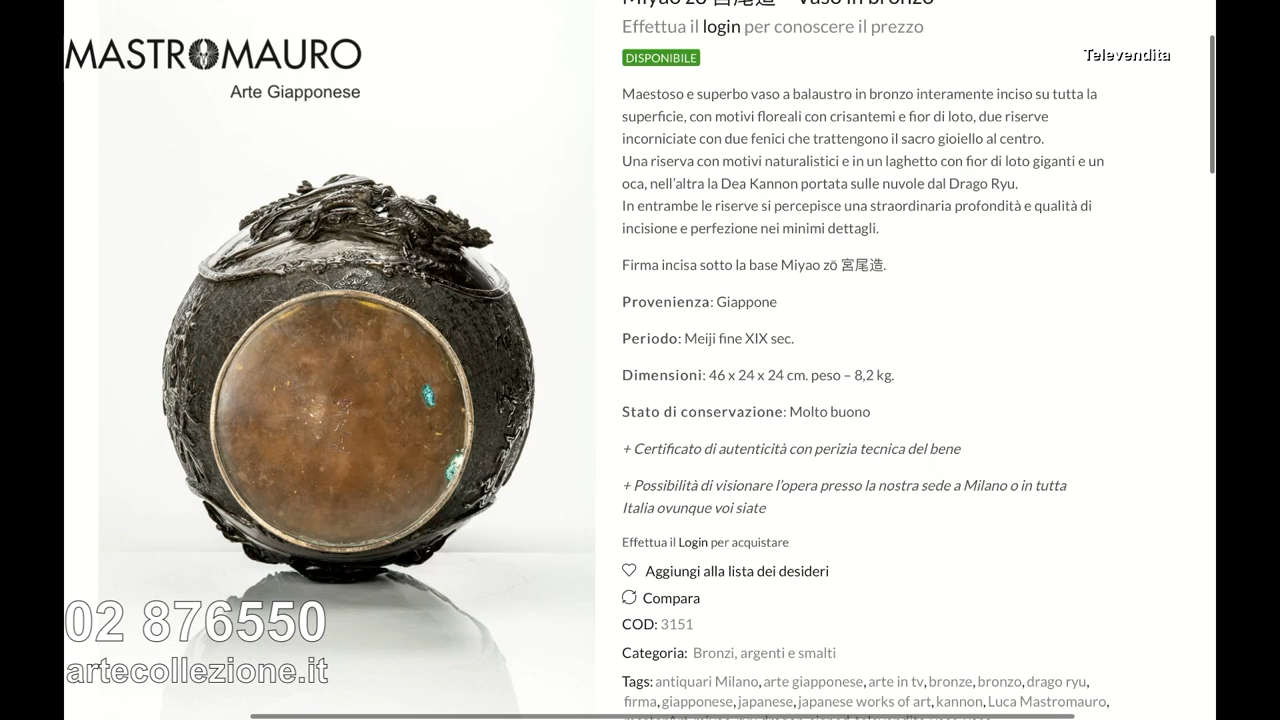 Miyao zō 宮尾造 – Vaso in bronzo
MASTROMAURO
Arte Giapponese
Effettua il login per conoscere il prezzo
DISPONIBILE
Televendita
Maestoso e superbo vaso a balaustro in bronzo interamente inciso su tutta la
superficie, con motivi floreali con crisantemi e fior di loto, due riserve
incorniciate con due fenici che trattengono il sacro gioiello al centro.
Una riserva con motivi naturalistici e in un laghetto con fior di loto giganti e un
oca, nell'altra la Dea Kannon portata sulle nuvole dal Drago Ryu.
In entrambe le riserve si percepisce una straordinaria profondità e qualità di
incisione e perfezione nei minimi dettagli.
Firma incisa sotto la base Miyao zō 宮尾造.
Provenienza: Giappone
Periodo: Meiji fine XIX sec.
Dimensioni: 46 x 24 x 24 cm. peso – 8,2 kg.
Stato di conservazione: Molto buono
+ Certificato di autenticità con perizia tecnica del bene
+ Possibilità di visionare l'opera presso la nostra sede a Milano o in tutta
Italia ovunque voi siate
Effettua il Login per acquistare
Aggiungi alla lista dei desideri
Compara
COD: 3151
Categoria: Bronzi, argenti e smalti
Tags: antiquari Milano, arte giapponese, arte in tv, bronze, bronzo, drago ryu,
firma, giapponese, japanese, japanese works of art, kannon, Luca Mastromauro,
02 876550
artecollezione.it